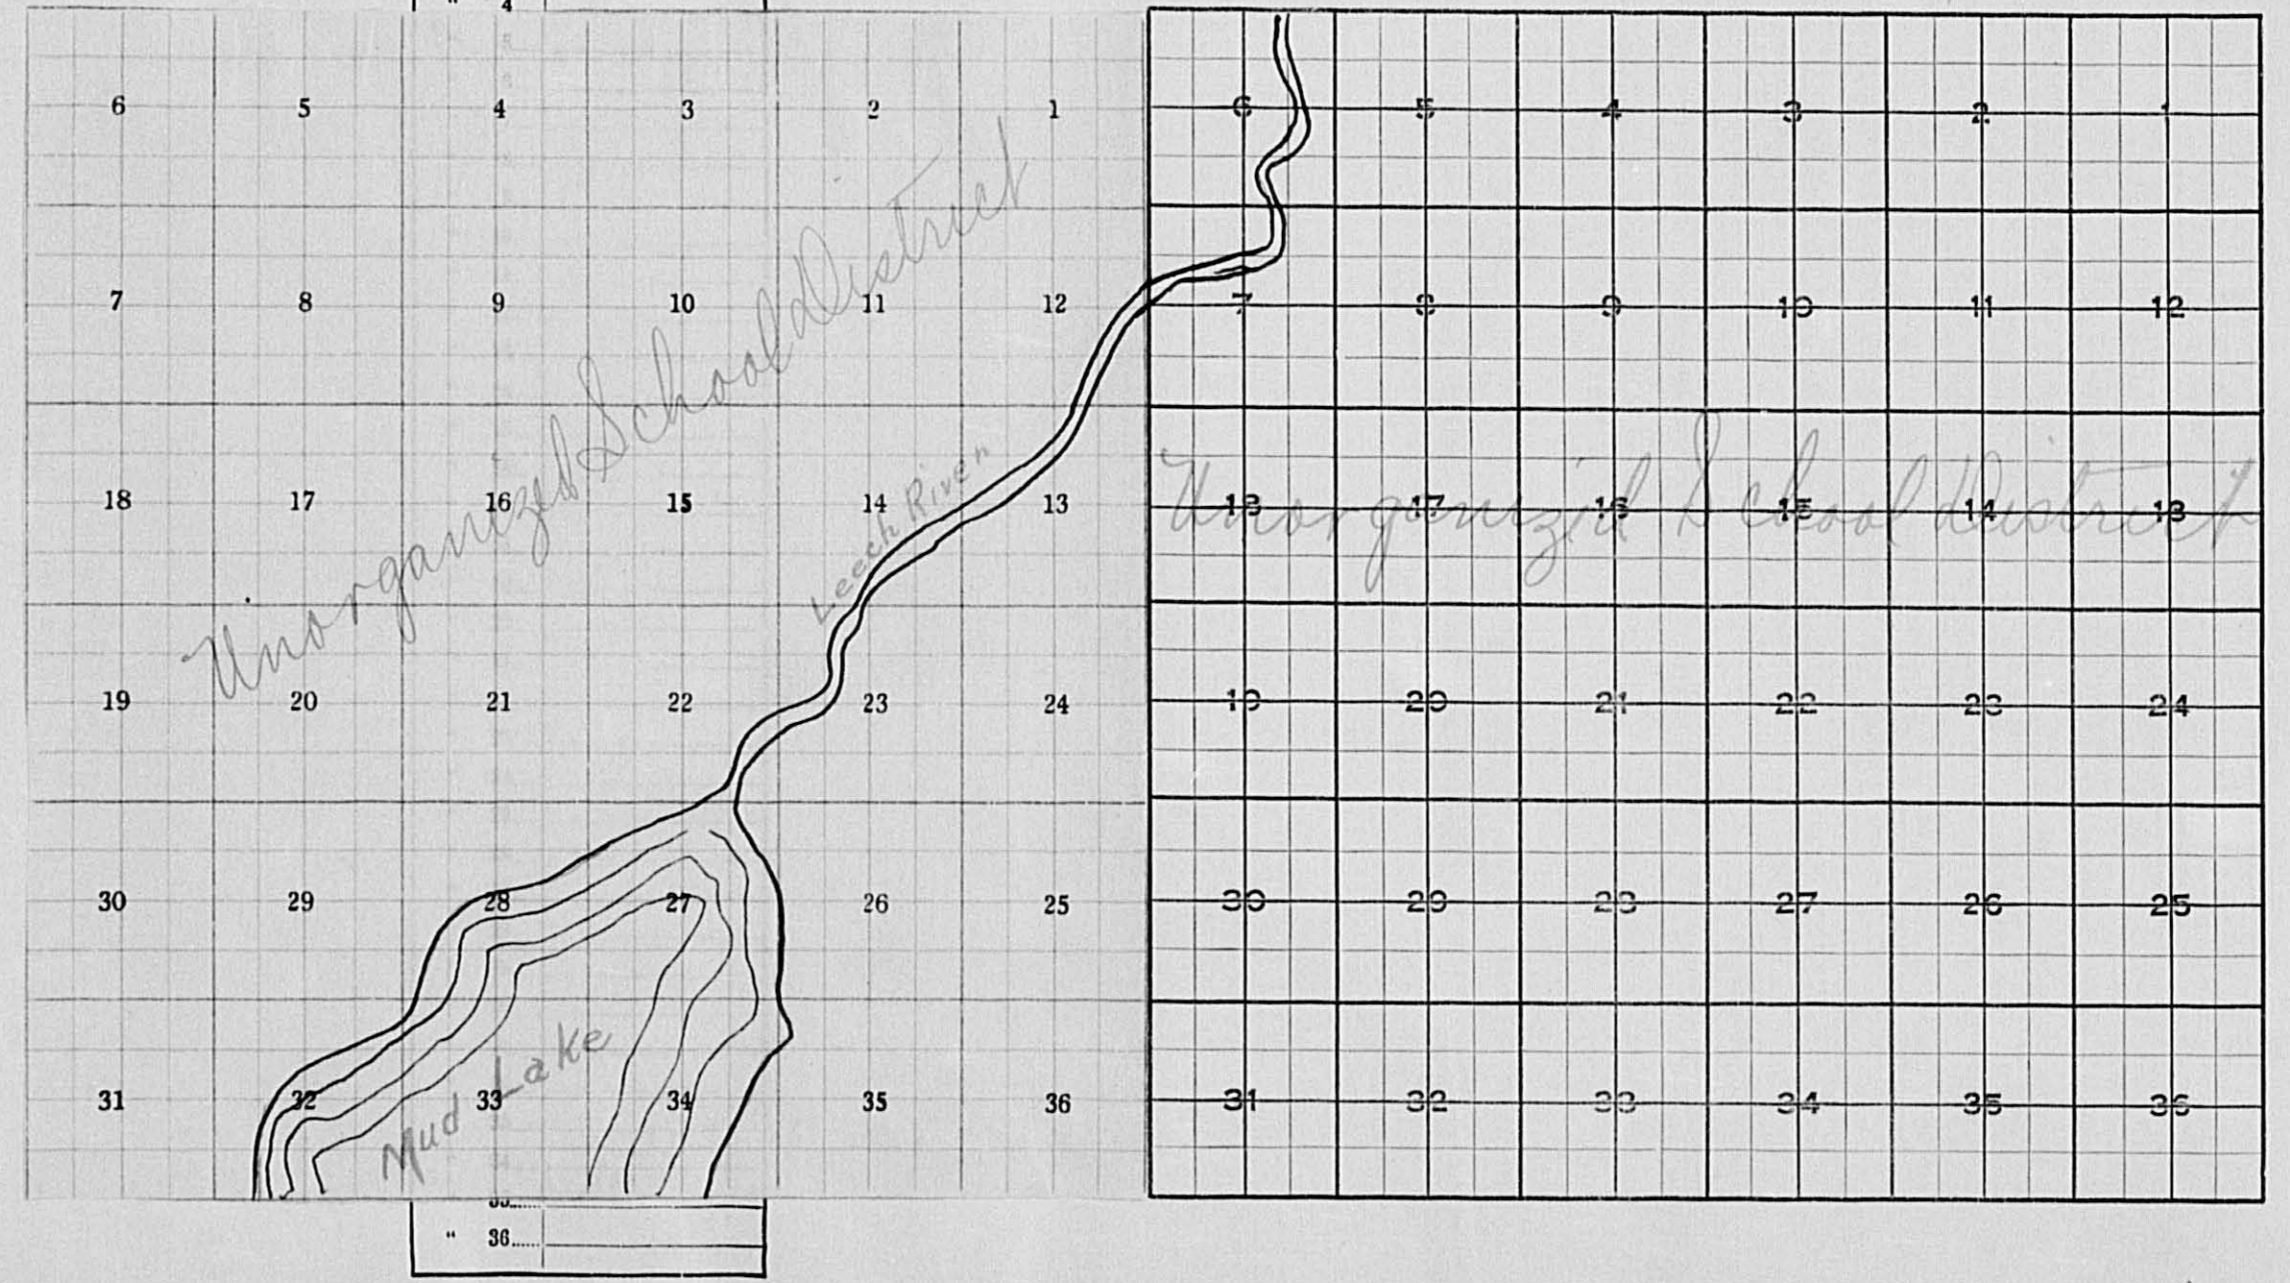 " 4
6 5 4 3 2 1 6 5 4 3 2 1
Unorganized School District
7 8 9 10 11 12 7 8 9 10 11 12
Leech River
18 17 16 15 14 13 18 17 16 15 14 13
Unorganized School District
19 20 21 22 23 24 19 20 21 22 23 24
30 29 28 27 26 25 30 29 28 27 26 25
Mud Lake
31 32 33 34 35 36 31 32 33 34 35 36
" 36......